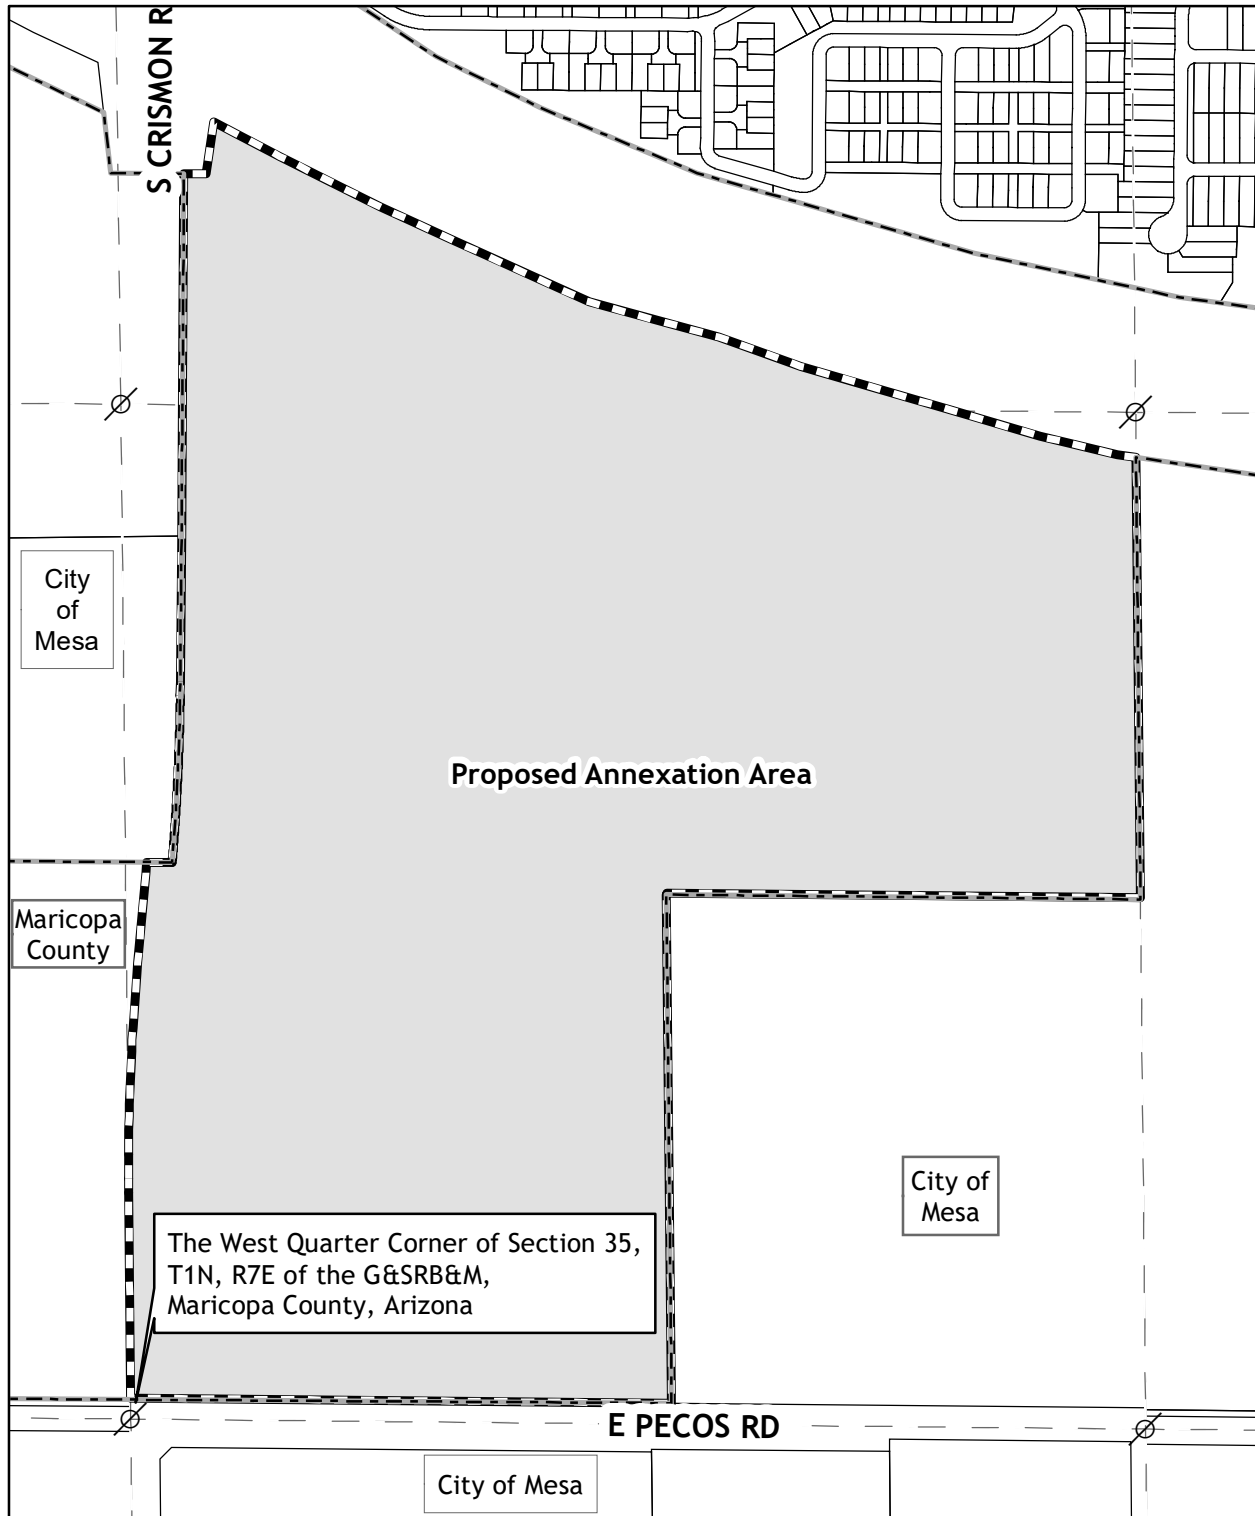 S CRISMON R
City
of
Mesa
Proposed Annexation Area
Maricopa
County
City of
Mesa
The West Quarter Corner of Section 35,
T1N, R7E of the G&SRB&M,
Maricopa County, Arizona
E PECOS RD
City of Mesa